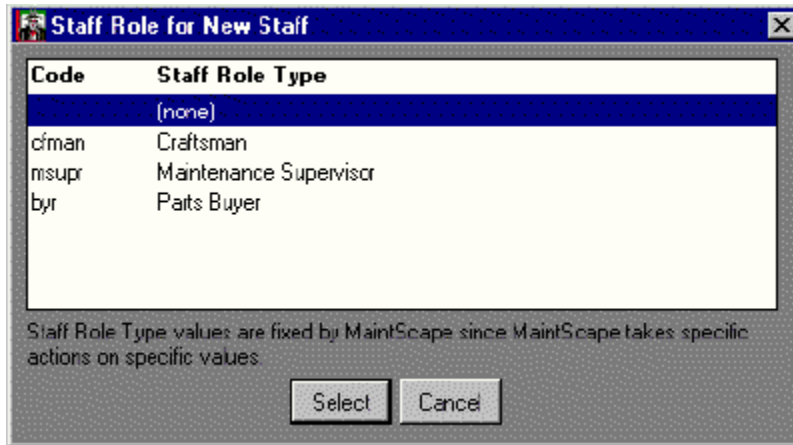 Staff Role for New Staff
Code Staff Role Type
(none)
cfman Craftsman
msupr Maintenance Supervisor
byr Parts Buyer
Staff Role Type values are fixed by MaintScape since MaintScape takes specific
actions on specific values.
Select Cancel